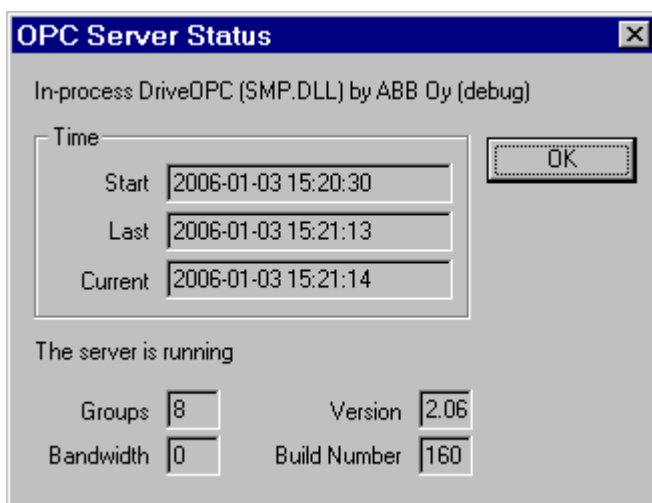 OPC Server Status
In-process DriveOPC (SMP.DLL) by ABB Oy (debug)
Time
OK
Start 2006-01-03 15:20:30
Last 2006-01-03 15:21:13
Current 2006-01-03 15:21:14
The server is running
Groups 8 Version 2.06
Bandwidth 0 Build Number 160